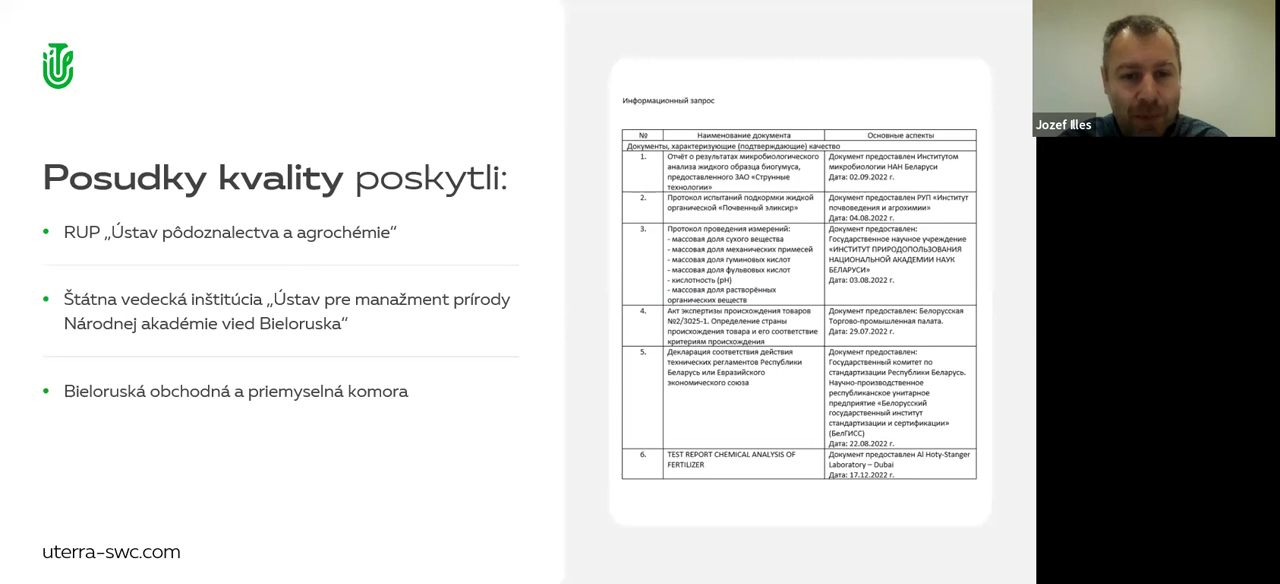 Posudky kvality poskytli:
• RUP „Ústav pôdoznalectva a agrochémie“
• Štátna vedecká inštitúcia „Ústav pre manažment prírody
Národnej akadémie vied Bieloruska“
• Bieloruská obchodná a priemyselná komora
uterra-swc.com
Информационный запрос
№ Наименование документа Основные аспекты
Документы, характеризующие (подтверждающие) качество
1. Отчёт о результатах микробиологического
анализа жидкого образца биогумуса,
предоставленного ЗАО «Струнные
технологии»
Документ предоставлен Институтом
микробиологии НАН Беларуси
Дата: 02.09.2022 г.
2. Протокол испытаний подкормки жидкой
органической «Почвенный эликсир»
Документ предоставлен РУП «Институт
почвоведения и агрохимии»
Дата: 04.08.2022 г.
3. Протокол проведения измерений:
- массовая доля сухого вещества
- массовая доля механических примесей
- массовая доля гуминовых кислот
- массовая доля фульвовых кислот
- кислотность (pH)
- массовая доля растворённых
органических веществ
Документ предоставлен:
Государственное научное учреждение
«ИНСТИТУТ ПРИРОДОПОЛЬЗОВАНИЯ
НАЦИОНАЛЬНОЙ АКАДЕМИИ НАУК
БЕЛАРУСИ»
Дата: 03.08.2022 г.
4. Акт экспертизы происхождения товаров
№2/3025-1. Определение страны
происхождения товара и его соответствие
критериям происхождения
Документ предоставлен: Белорусская
Торгово-промышленная палата.
Дата: 29.07.2022 г.
5. Декларация соответствия действия
технических регламентов Республики
Беларусь или Евразийского
экономического союза
Документ предоставлен:
Государственный комитет по
стандартизации Республики Беларусь.
Научно-производственное
республиканское унитарное
предприятие «Белорусский
государственный институт
стандартизации и сертификации»
(БелГИСС)
Дата: 22.08.2022 г.
6. TEST REPORT CHEMICAL ANALYSIS OF
FERTILIZER
Документ предоставлен Al Hoty-Stanger
Laboratory – Dubai
Дата: 17.12.2022 г.
Jozef Illes